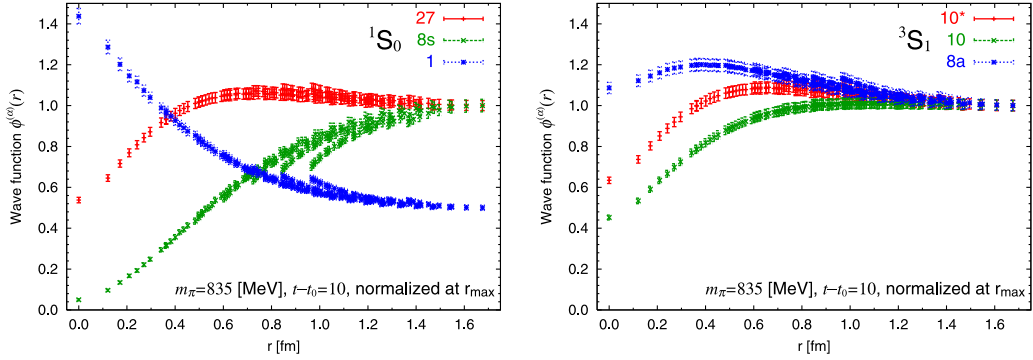 27
8s
1
¹S₀
1.4
1.2
1.0
0.8
0.6
0.4
0.2
0.0
Wave function ϕ⁽ᵅ⁾(r)
mπ=835 [MeV], t−t₀=10, normalized at rmax
0.0 0.2 0.4 0.6 0.8 1.0 1.2 1.4 1.6
r [fm]
10*
10
8a
³S₁
1.4
1.2
1.0
0.8
0.6
0.4
0.2
0.0
Wave function ϕ⁽ᵅ⁾(r)
mπ=835 [MeV], t−t₀=10, normalized at rmax
0.0 0.2 0.4 0.6 0.8 1.0 1.2 1.4 1.6
r [fm]